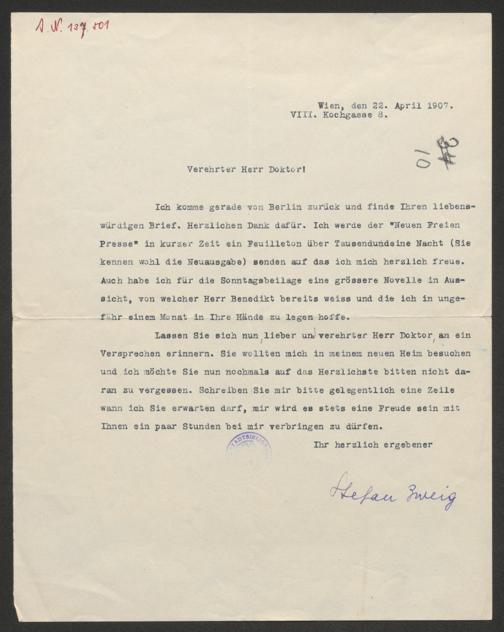 A.N. 137.501
Wien, den 22. April 1907.
VIII. Kochgasse 8.
10
Verehrter Herr Doktor!
Ich komme gerade von Berlin zurück und finde Ihren liebens-
würdigen Brief. Herzlichen Dank dafür. Ich werde der "Neuen Freien
Presse" in kurzer Zeit ein Feuilleton über Tausendundeine Nacht (Sie
kennen wohl die Neuausgabe) senden auf das ich mich herzlich freue.
Auch habe ich für die Sonntagsbeilage eine grössere Novelle in Aus-
sicht, von welcher Herr Benedikt bereits weiss und die ich in unge-
fähr einem Monat in Ihre Hände zu legen hoffe.
Lassen Sie sich nun, lieber und verehrter Herr Doktor, an ein
Versprechen erinnern. Sie wollten mich in meinem neuen Heim besuchen
und ich möchte Sie nun nochmals auf das Herzlichste bitten nicht da-
ran zu vergessen. Schreiben Sie mir bitte gelegentlich eine Zeile
wann ich Sie erwarten darf, mir wird es stets eine Freude sein mit
Ihnen ein paar Stunden bei mir verbringen zu dürfen.
Ihr herzlich ergebener
Stefan Zweig